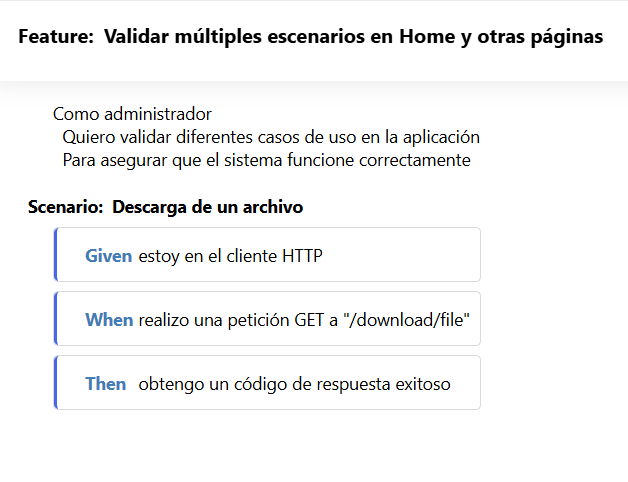 Feature: Validar múltiples escenarios en Home y otras páginas
Como administrador
Quiero validar diferentes casos de uso en la aplicación
Para asegurar que el sistema funcione correctamente
Scenario: Descarga de un archivo
Given estoy en el cliente HTTP
When realizo una petición GET a "/download/file"
Then obtengo un código de respuesta exitoso